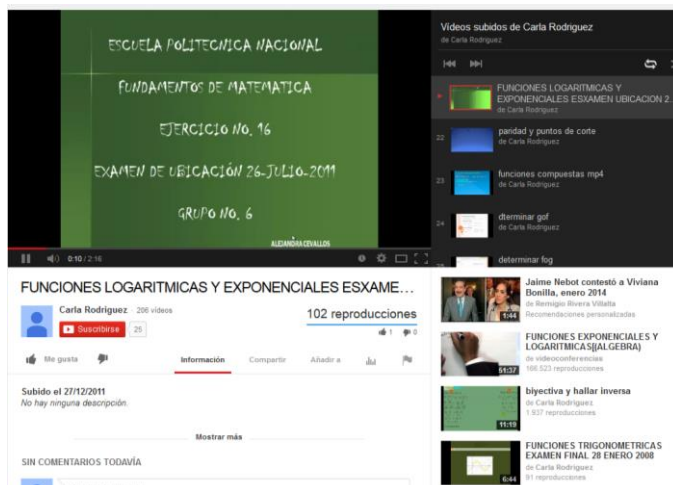 ESCUELA POLITECNICA NACIONAL
FUNDAMENTOS DE MATEMATICA
EJERCICIO NO. 16
EXAMEN DE UBICACIÓN 26-JULIO-2011
GRUPO NO. 6
ALEJANDRA CEVALLOS
0:10 / 2:16
FUNCIONES LOGARITMICAS Y EXPONENCIALES ESXAME...
Carla Rodriguez · 206 vídeos
Suscribirse 25
102 reproducciones
1 0
Me gusta
Información Compartir Añadir a
Subido el 27/12/2011
No hay ninguna descripción.
Mostrar más
SIN COMENTARIOS TODAVÍA
Vídeos subidos de Carla Rodriguez
de Carla Rodriguez
FUNCIONES LOGARITMICAS Y
EXPONENCIALES ESXAMEN UBICACION 2...
de Carla Rodriguez
22
paridad y puntos de corte
de Carla Rodriguez
23
funciones compuestas mp4
de Carla Rodriguez
24
dterminar gof
de Carla Rodriguez
determinar fog
Jaime Nebot contestó a Viviana
Bonilla, enero 2014
de Remigio Rivera Villalta
Recomendaciones personalizadas
1:44
FUNCIONES EXPONENCIALES Y
LOGARITMICAS[(ALGEBRA)
de videoconferencias
166.523 reproducciones
51:37
biyectiva y hallar inversa
de Carla Rodriguez
1.937 reproducciones
11:19
FUNCIONES TRIGONOMETRICAS
EXAMEN FINAL 28 ENERO 2008
de Carla Rodriguez
91 reproducciones
6:44